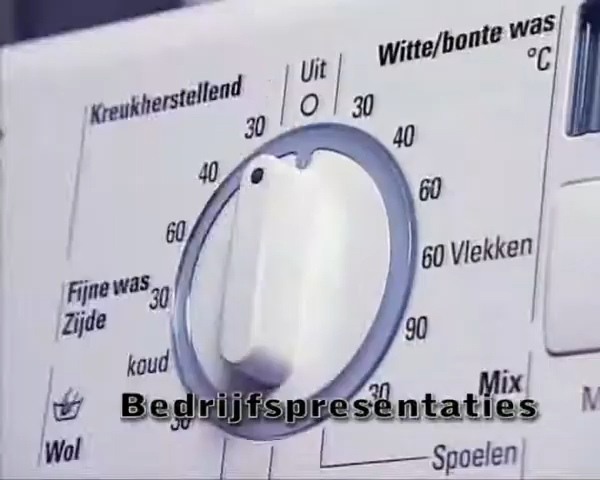 Uit
Witte/bonte was
°C
Kreukherstellend
30
30
40
40
60
60
60 Vlekken
Fijne was
Zijde
30
90
koud
30
Mix
Bedrijfspresentaties
30
Wol
Spoelen
M